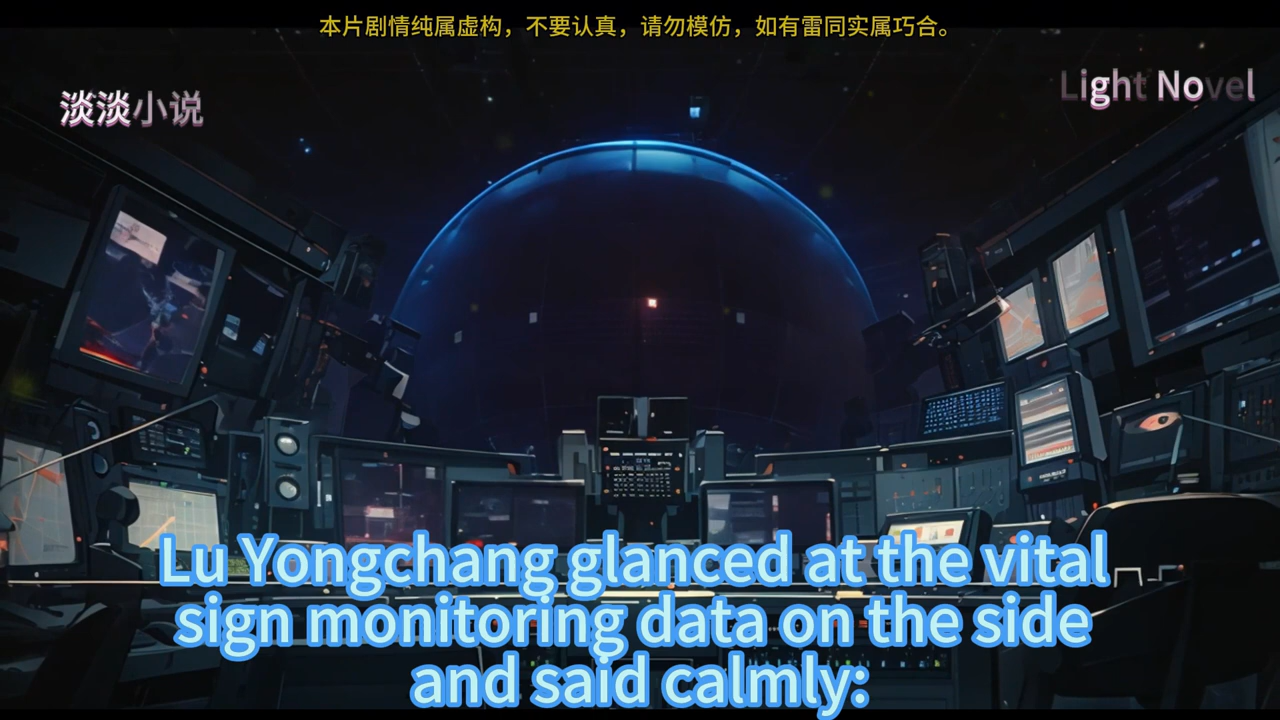 本片剧情纯属虚构，不要认真，请勿模仿，如有雷同实属巧合。
淡淡小说
Light Novel
Lu Yongchang glanced at the vital
sign monitoring data on the side
and said calmly: